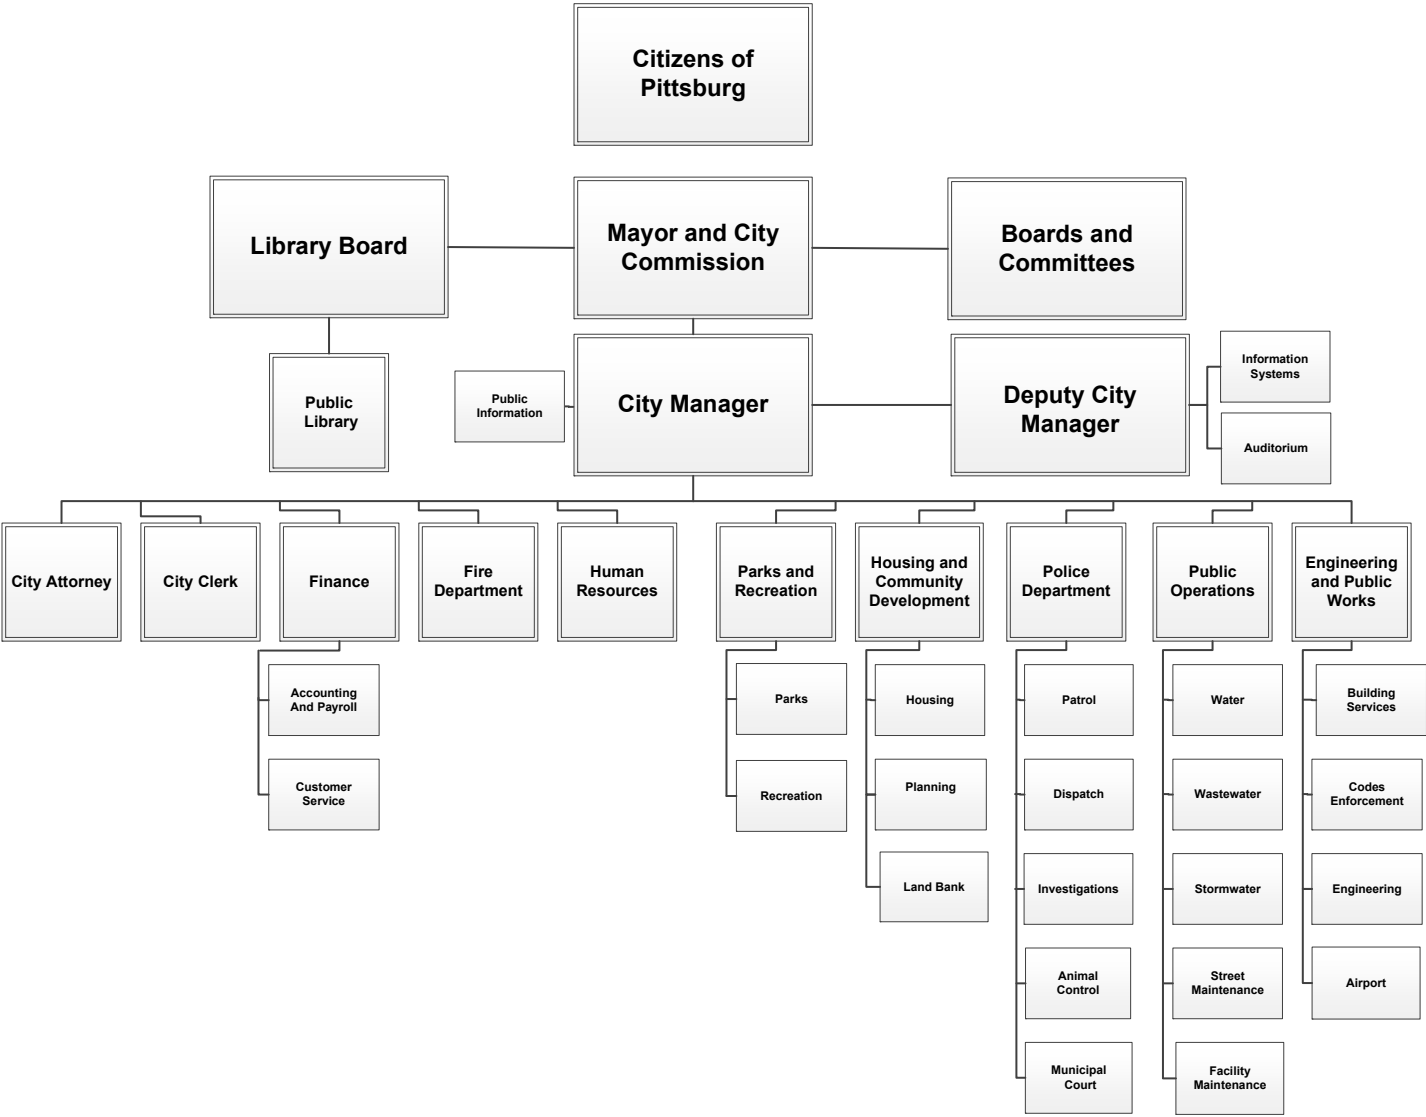 Citizens of
Pittsburg
Library Board
Mayor and City
Commission
Boards and
Committees
Public
Library
Public
Information
City Manager
Deputy City
Manager
Information
Systems
Auditorium
City Attorney
City Clerk
Finance
Fire
Department
Human
Resources
Parks and
Recreation
Housing and
Community
Development
Police
Department
Public
Operations
Engineering
and Public
Works
Accounting
And Payroll
Customer
Service
Parks
Recreation
Housing
Planning
Land Bank
Patrol
Dispatch
Investigations
Animal
Control
Municipal
Court
Water
Wastewater
Stormwater
Street
Maintenance
Facility
Maintenance
Building
Services
Codes
Enforcement
Engineering
Airport